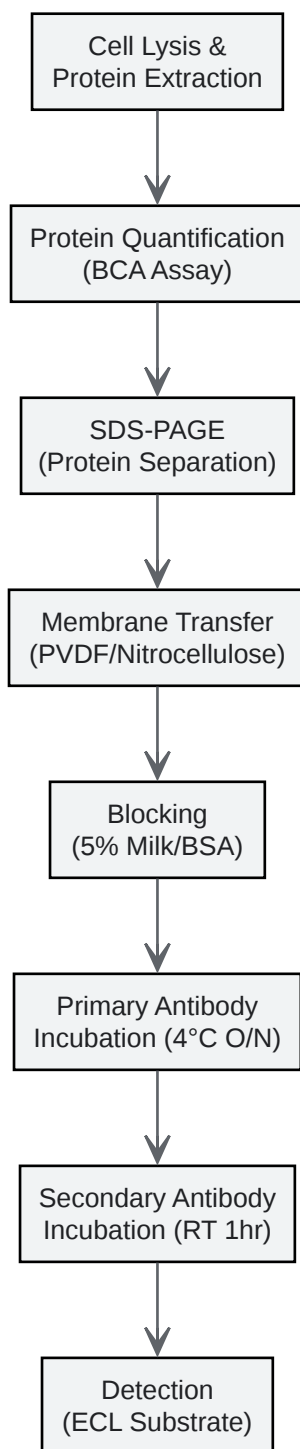 Cell Lysis &
Protein Extraction
Protein Quantification
(BCA Assay)
SDS-PAGE
(Protein Separation)
Membrane Transfer
(PVDF/Nitrocellulose)
Blocking
(5% Milk/BSA)
Primary Antibody
Incubation (4°C O/N)
Secondary Antibody
Incubation (RT 1hr)
Detection
(ECL Substrate)